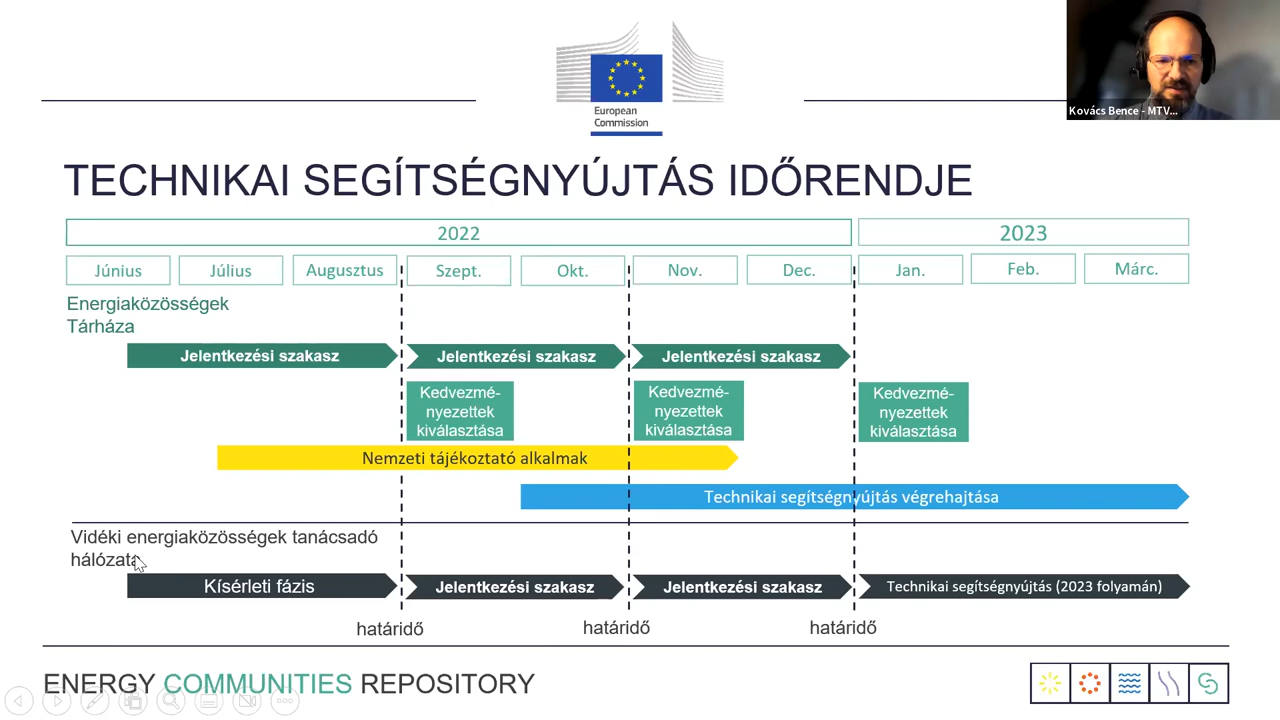 European
Commission
Kovács Bence - MTV...
TECHNIKAI SEGÍTSÉGNYÚJTÁS IDŐRENDJE
2022
2023
Június
Július
Augusztus
Szept.
Okt.
Nov.
Dec.
Jan.
Feb.
Márc.
Energiaközösségek
Tárháza
Jelentkezési szakasz
Jelentkezési szakasz
Jelentkezési szakasz
Kedvezmé-
nyezettek
kiválasztása
Kedvezmé-
nyezettek
kiválasztása
Kedvezmé-
nyezettek
kiválasztása
Nemzeti tájékoztató alkalmak
Technikai segítségnyújtás végrehajtása
Vidéki energiaközösségek tanácsadó
hálózata
Kísérleti fázis
Jelentkezési szakasz
Jelentkezési szakasz
Technikai segítségnyújtás (2023 folyamán)
határidő
határidő
határidő
ENERGY COMMUNITIES REPOSITORY